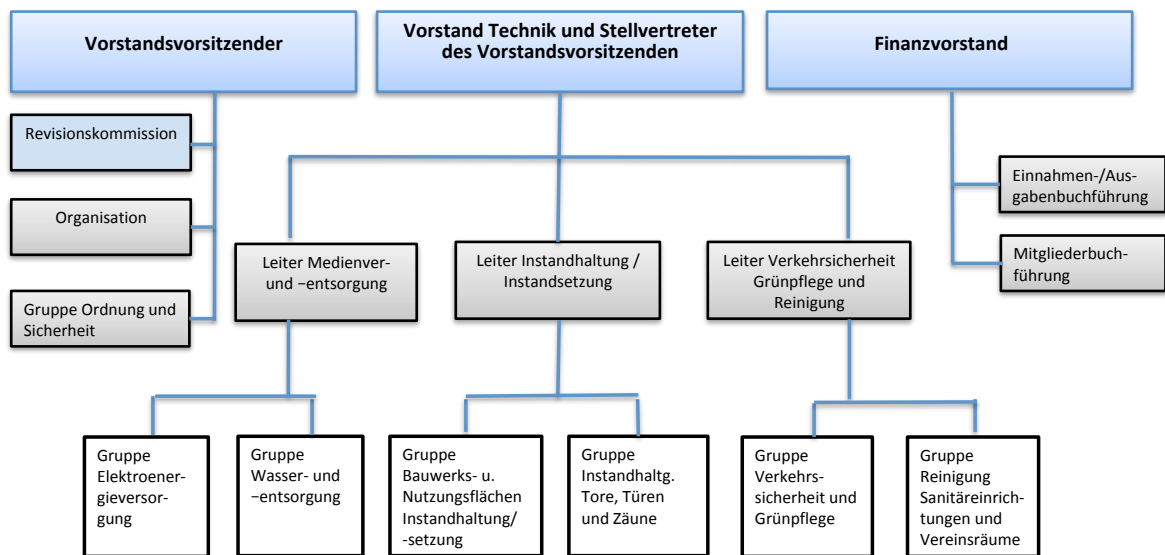 Vorstandsvorsitzender
Vorstand Technik und Stellvertreter
des Vorstandsvorsitzenden
Finanzvorstand
Revisionskommission
Organisation
Gruppe Ordnung und
Sicherheit
Einnahmen-/Aus-
gabenbuchführung
Mitgliederbuch-
führung
Leiter Medienver-
und −entsorgung
Leiter Instandhaltung /
Instandsetzung
Leiter Verkehrsicherheit
Grünpflege und
Reinigung
Gruppe
Elektroener-
gieversor-
gung
Gruppe
Wasser- und
−entsorgung
Gruppe
Bauwerks- u.
Nutzungsflächen
Instandhaltung/
-setzung
Gruppe
Instandhaltg.
Tore, Türen
und Zäune
Gruppe
Verkehrs-
sicherheit und
Grünpflege
Gruppe
Reinigung
Sanitäreinrich-
tungen und
Vereinsräume